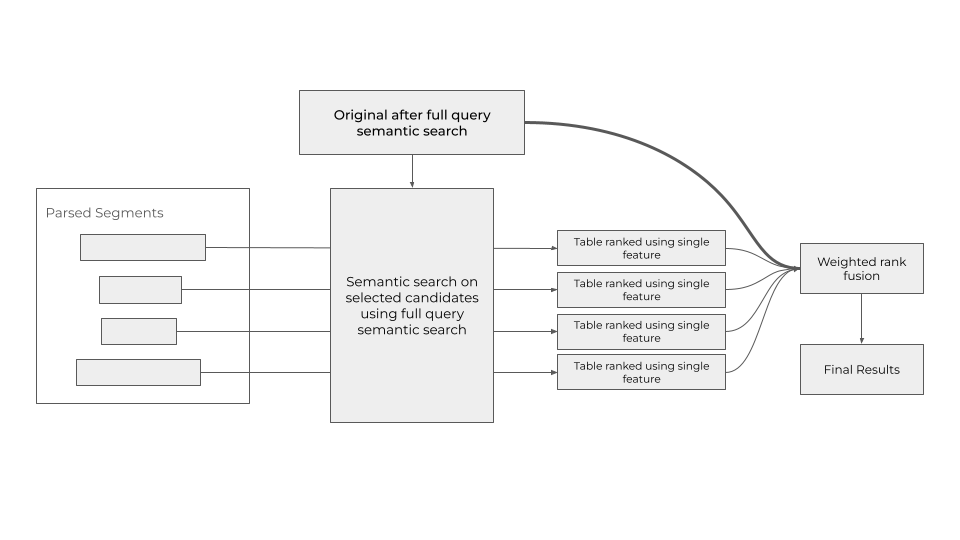 Original after full query
semantic search
Parsed Segments
Semantic search on
selected candidates
using full query
semantic search
Table ranked using single
feature
Table ranked using single
feature
Table ranked using single
feature
Table ranked using single
feature
Weighted rank
fusion
Final Results